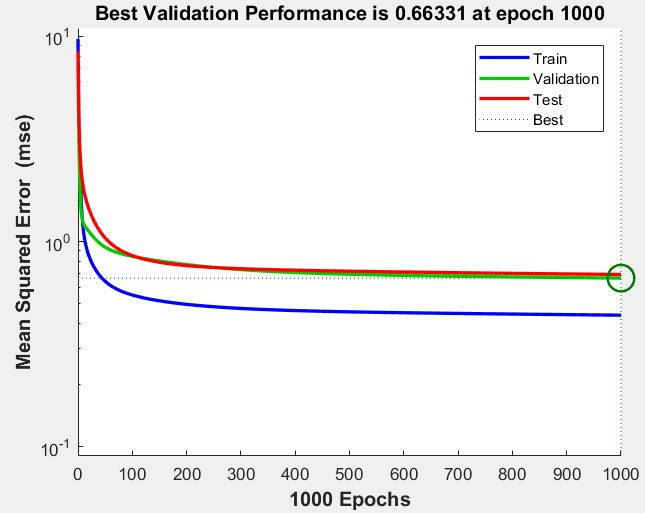 Best Validation Performance is 0.66331 at epoch 1000
Mean Squared Error (mse)
10^1
10^0
10^-1
Train
Validation
Test
Best
0 100 200 300 400 500 600 700 800 900 1000
1000 Epochs